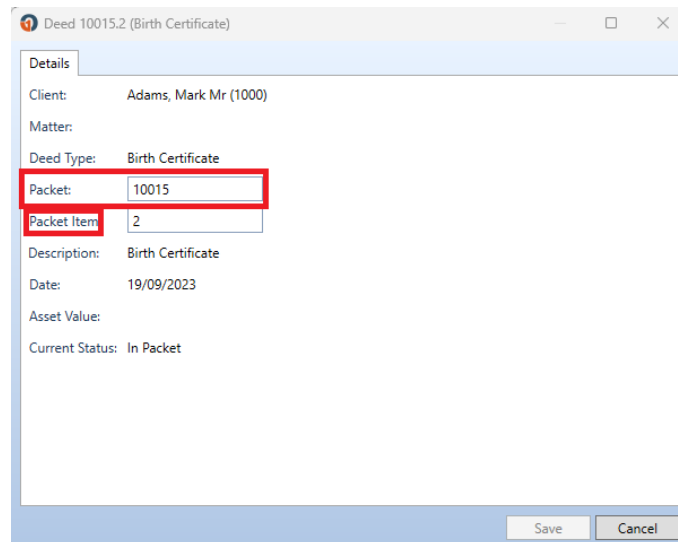 Deed 10015.2 (Birth Certificate)
Details
Client: Adams, Mark Mr (1000)
Matter:
Deed Type: Birth Certificate
Packet: 10015
Packet Item 2
Description: Birth Certificate
Date: 19/09/2023
Asset Value:
Current Status: In Packet
Save Cancel